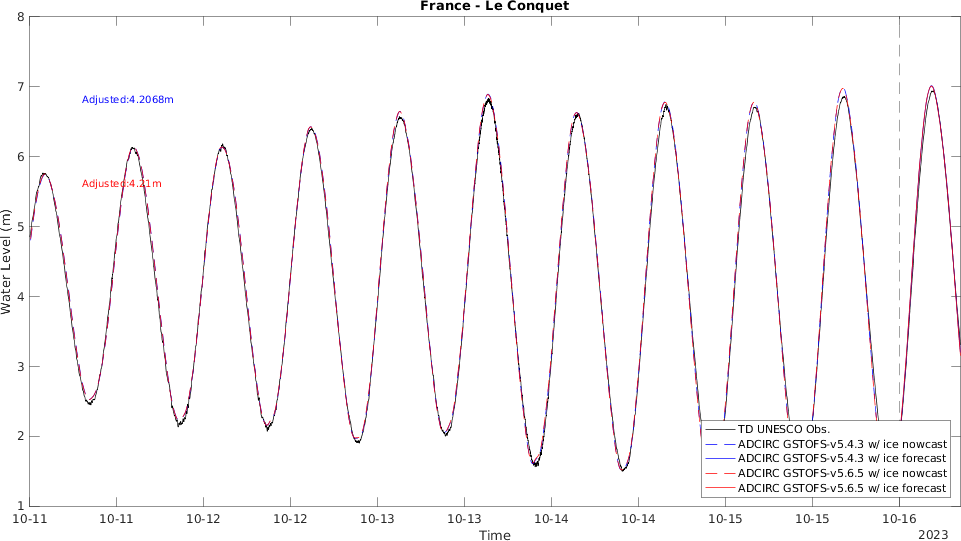 France - Le Conquet
8
7
6
5
4
3
2
1
Water Level (m)
Adjusted:4.2068m
Adjusted:4.21m
TD UNESCO Obs.
ADCIRC GSTOFS-v5.4.3 w/ ice nowcast
ADCIRC GSTOFS-v5.4.3 w/ ice forecast
ADCIRC GSTOFS-v5.6.5 w/ ice nowcast
ADCIRC GSTOFS-v5.6.5 w/ ice forecast
10-11 10-11 10-12 10-12 10-13 10-13 10-14 10-14 10-15 10-15 10-16
Time
2023